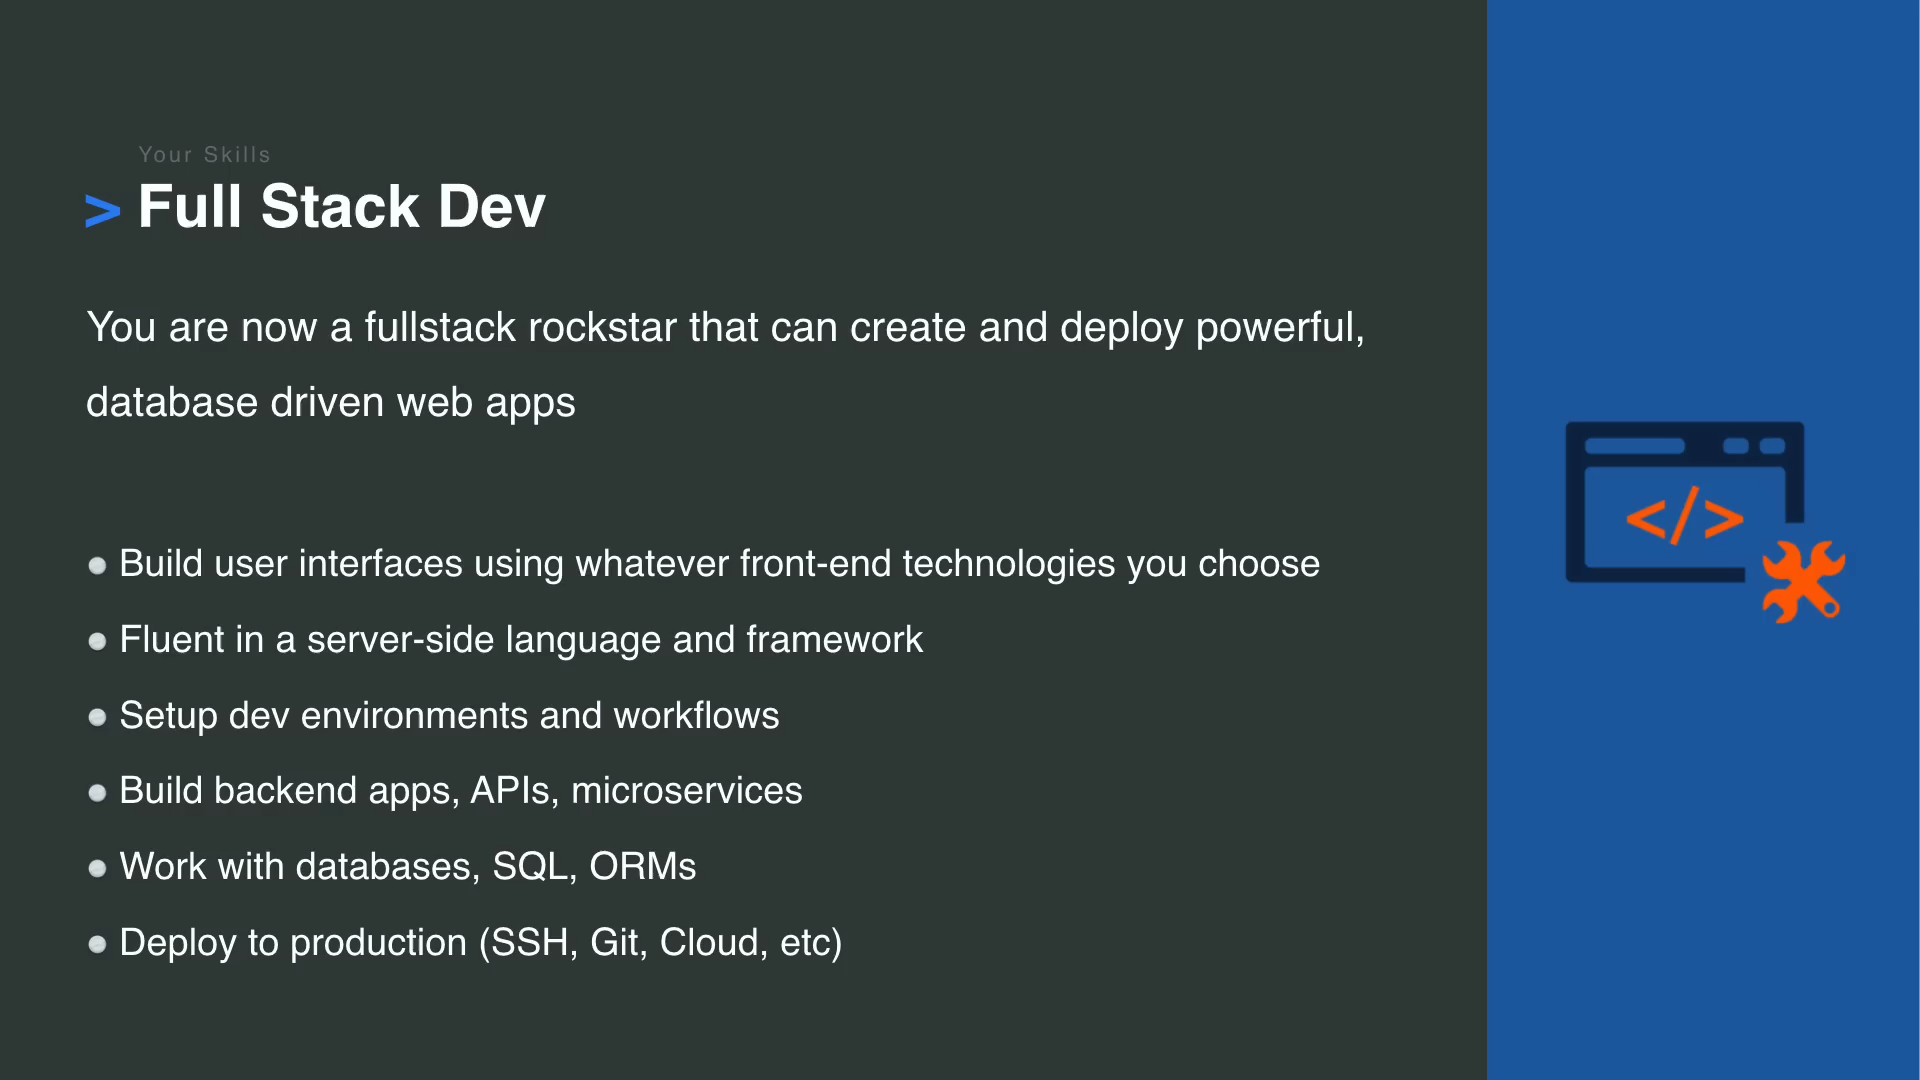 Your Skills
> Full Stack Dev
You are now a fullstack rockstar that can create and deploy powerful,
database driven web apps
• Build user interfaces using whatever front-end technologies you choose
• Fluent in a server-side language and framework
• Setup dev environments and workflows
• Build backend apps, APIs, microservices
• Work with databases, SQL, ORMs
• Deploy to production (SSH, Git, Cloud, etc)
</>